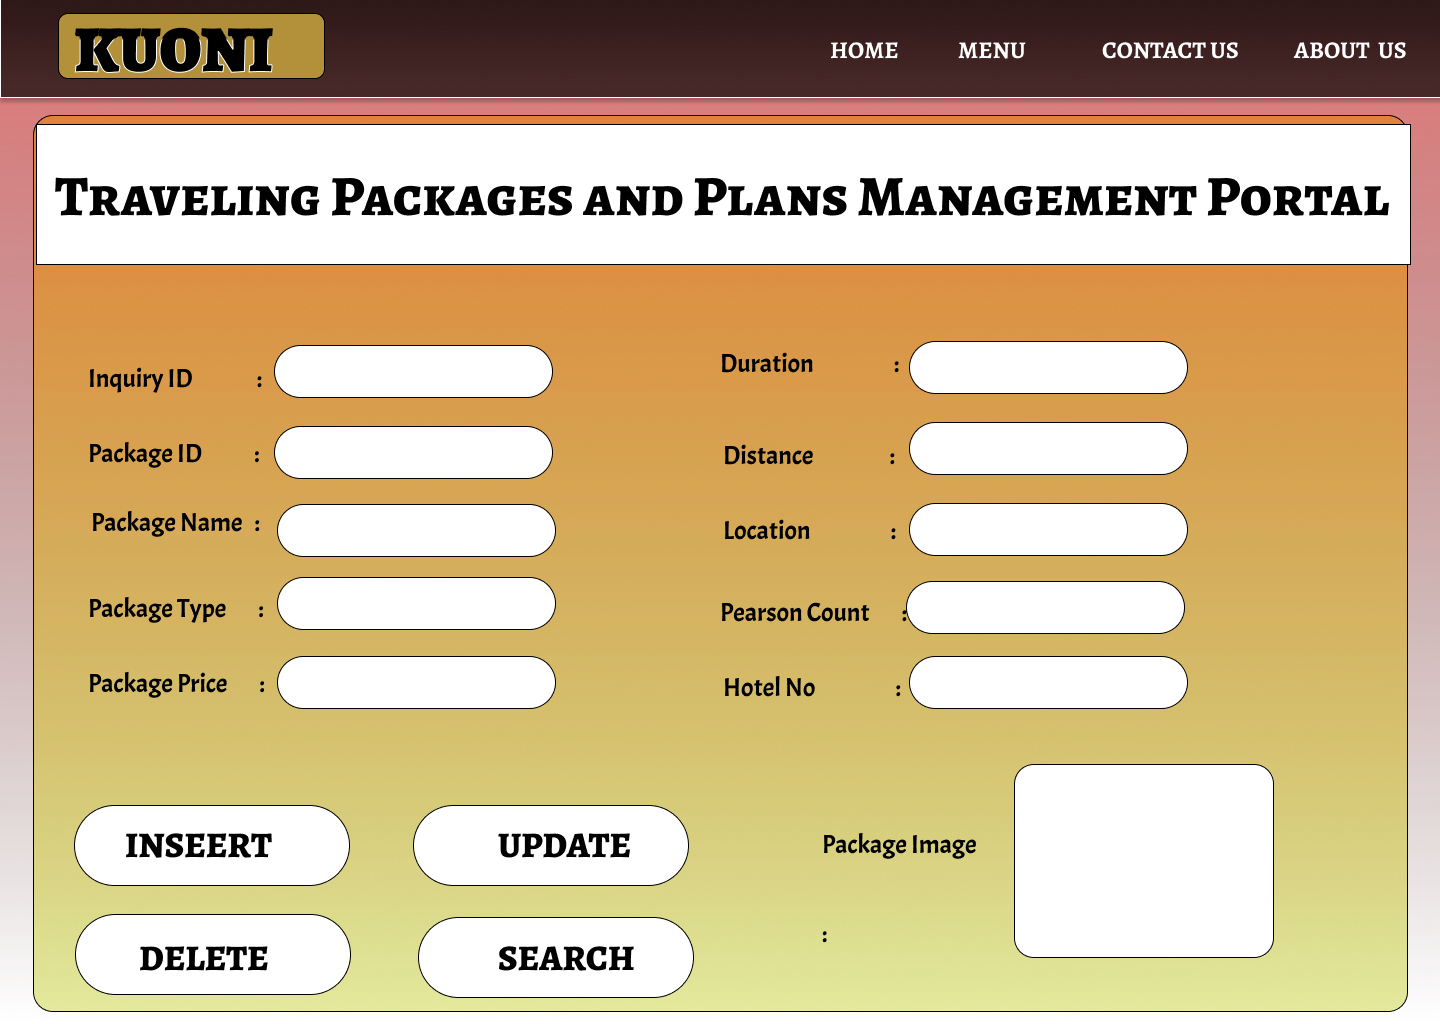 KUONI
HOME MENU CONTACT US ABOUT US
Traveling Packages and Plans Management Portal
Inquiry ID :
Package ID :
Package Name :
Package Type :
Package Price :
Duration :
Distance :
Location :
Pearson Count :
Hotel No :
INSEERT UPDATE
DELETE SEARCH
Package Image
: